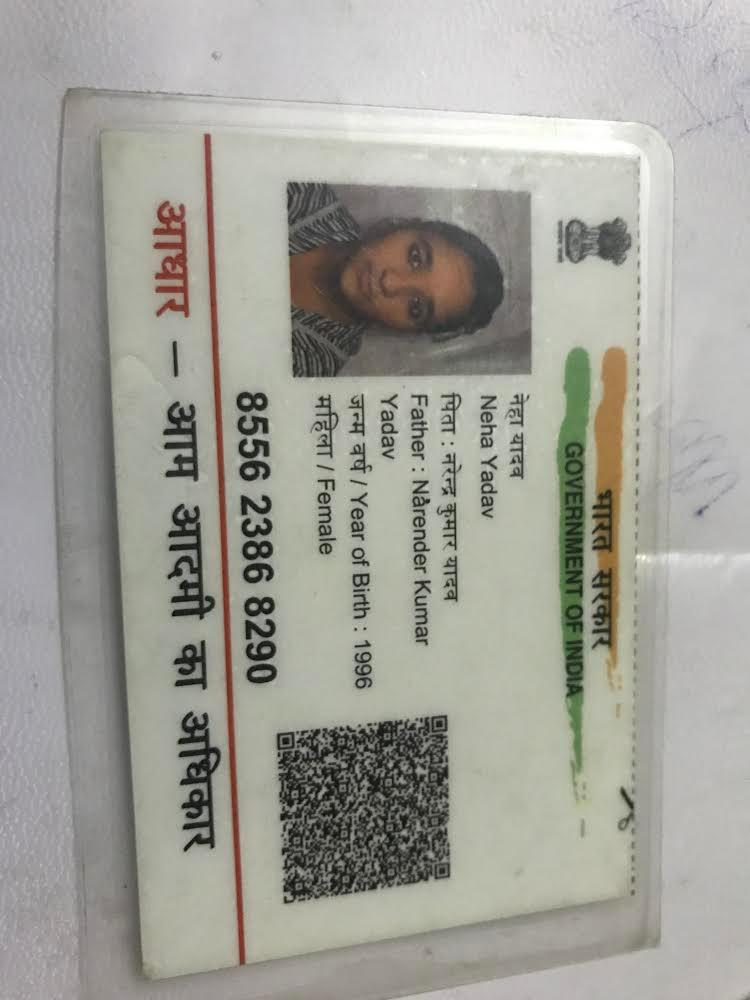 भारत सरकार
GOVERNMENT OF INDIA
नेहा यादव
Neha Yadav
पिता : नरेन्द्र कुमार यादव
Father : Narender Kumar
Yadav
जन्म वर्ष / Year of Birth : 1996
महिला / Female
8556 2386 8290
आधार – आम आदमी का अधिकार